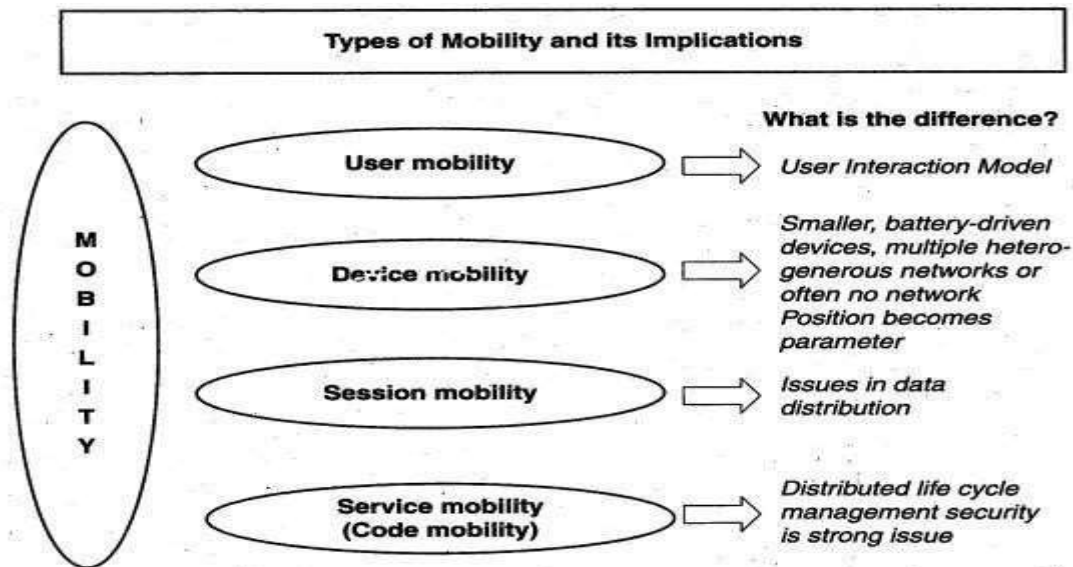 Types of Mobility and its Implications
What is the difference?
MOBILITY
User mobility
User Interaction Model
Device mobility
Smaller, battery-driven
devices, multiple hetero-
generous networks or
often no network
Position becomes
parameter
Session mobility
Issues in data
distribution
Service mobility
(Code mobility)
Distributed life cycle
management security
is strong issue